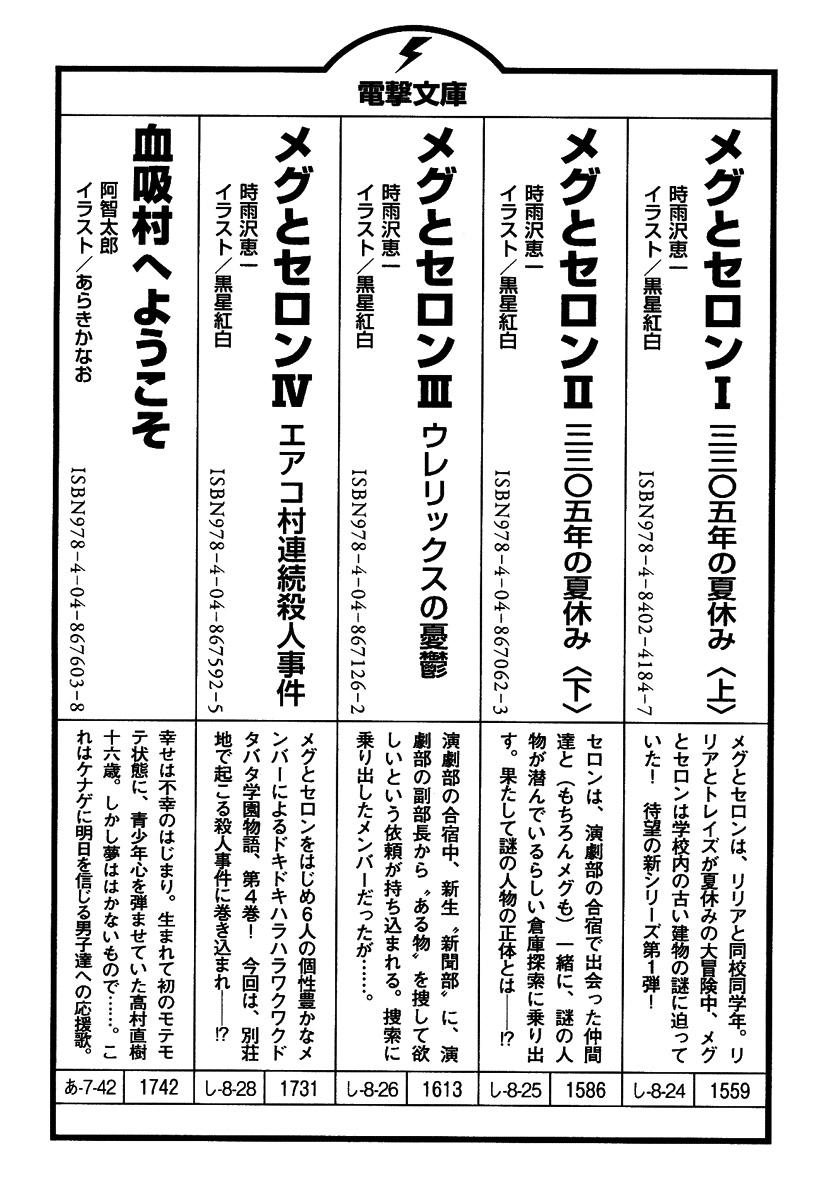 電撃文庫
メグとセロンⅠ 三三〇五年の夏休み〈上〉
時雨沢恵一
イラスト／黒星紅白
ISBN978-4-8402-4184-7
メグとセロンは、リリアと同校同学年。リ
リアとトレイズが夏休みの大冒険中、メグ
とセロンは学校内の古い建物の謎に迫って
いた！　待望の新シリーズ第１弾！
し-8-24
1559
メグとセロンⅡ 三三〇五年の夏休み〈下〉
時雨沢恵一
イラスト／黒星紅白
ISBN978-4-04-867062-3
セロンは、演劇部の合宿で出会った仲間
達と（もちろんメグも）一緒に、謎の人
物が潜んでいるらしい倉庫探索に乗り出
す。果たして謎の人物の正体とは――!?
し-8-25
1586
メグとセロンⅢ ウレリックスの憂鬱
時雨沢恵一
イラスト／黒星紅白
ISBN978-4-04-867126-2
演劇部の合宿中、新生〝新聞部〟に、演
劇部の副部長から〝ある物〟を捜して欲
しいという依頼が持ち込まれる。捜索に
乗り出したメンバーだったが……。
し-8-26
1613
メグとセロンⅣ エアコ村連続殺人事件
時雨沢恵一
イラスト／黒星紅白
ISBN978-4-04-867592-5
メグとセロンをはじめ６人の個性豊かなメ
ンバーによるドキドキハラハラワクワクド
タバタ学園物語、第４巻！　今回は、別荘
地で起こる殺人事件に巻き込まれ――!?
し-8-28
1731
血吸村へようこそ
阿智太郎
イラスト／あらきかなお
ISBN978-4-04-867603-8
幸せは不幸のはじまり。生まれて初のモテモ
テ状態に、青少年心を弾ませていた高村直樹
十六歳。しかし夢ははかないもので……。こ
れはケナゲに明日を信じる男子達への応援歌。
あ-7-42
1742